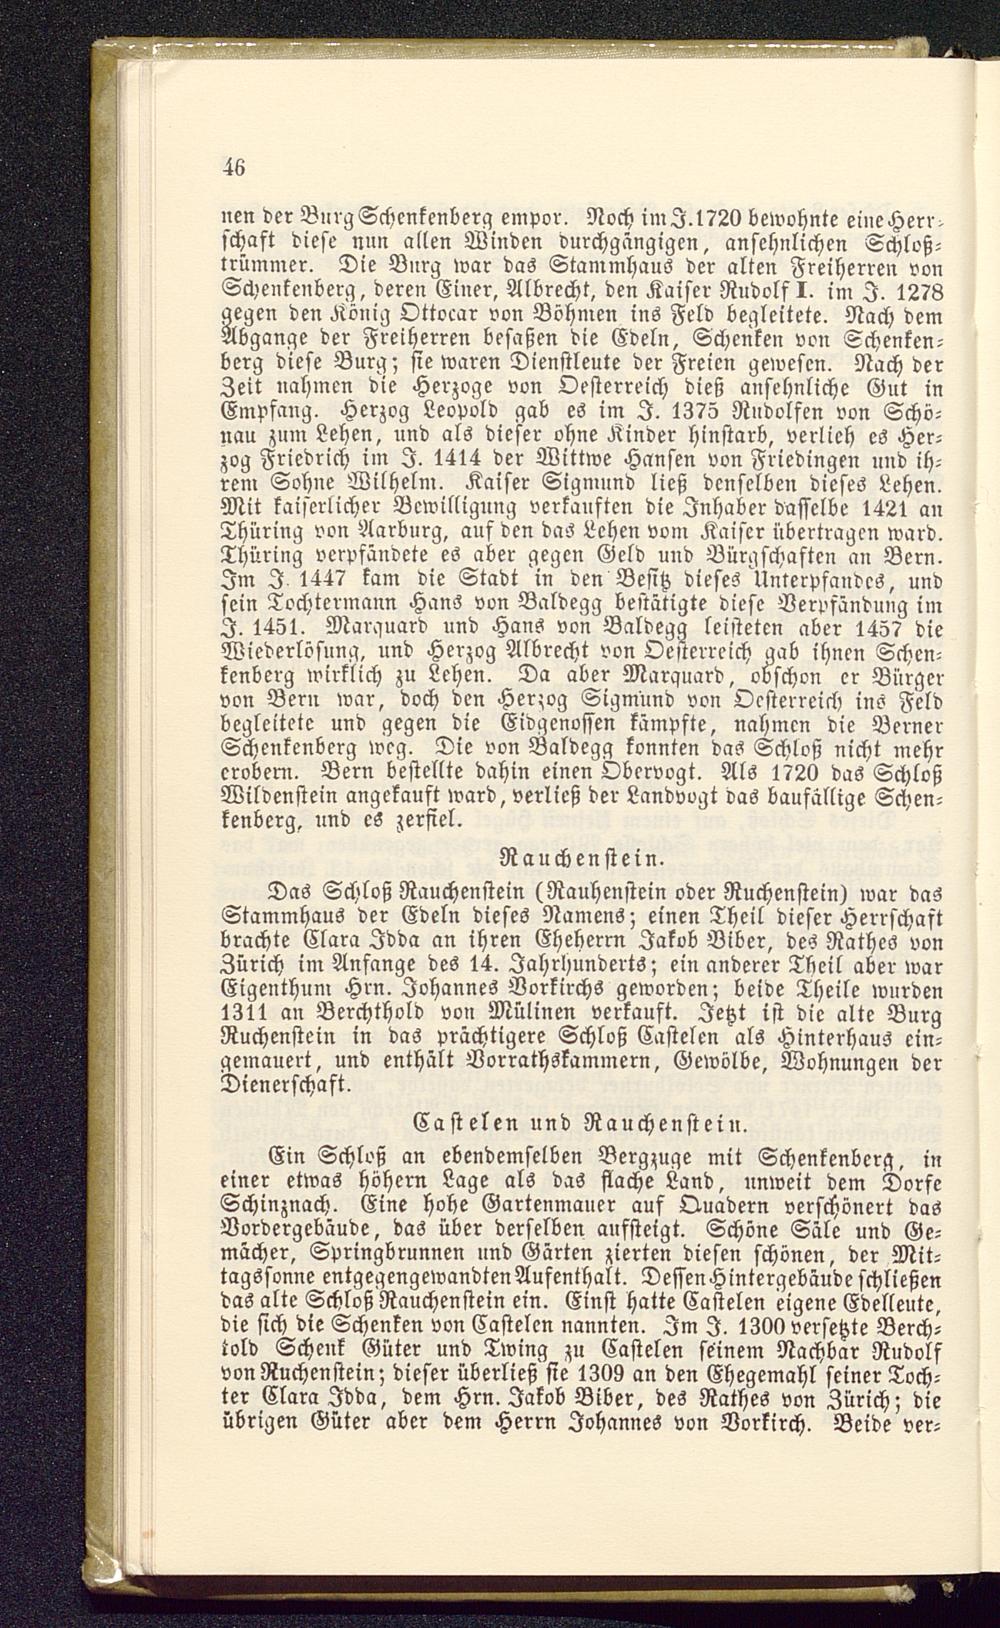 46
nen der Burg Schenkenberg empor. Noch im J. 1720 bewohnte eine Herr-
schaft diese nun allen Winden durchgängigen, ansehnlichen Schloß-
trümmer. Die Burg war das Stammhaus der alten Freiherren von
Schenkenberg, deren Einer, Albrecht, den Kaiser Rudolf I. im J. 1278
gegen den König Ottocar von Böhmen ins Feld begleitete. Nach dem
Abgange der Freiherren besaßen die Edeln, Schenken von Schenken-
berg diese Burg; sie waren Dienstleute der Freien gewesen. Nach der
Zeit nahmen die Herzoge von Oesterreich dieß ansehnliche Gut in
Empfang. Herzog Leopold gab es im J. 1375 Rudolfen von Schö-
nau zum Lehen, und als dieser ohne Kinder hinstarb, verlieh es Her-
zog Friedrich im J. 1414 der Wittwe Hansen von Friedingen und ih-
rem Sohne Wilhelm. Kaiser Sigmund ließ denselben dieses Lehen.
Mit kaiserlicher Bewilligung verkauften die Inhaber dasselbe 1421 an
Thüring von Aarburg, auf den das Lehen vom Kaiser übertragen ward.
Thüring verpfändete es aber gegen Geld und Bürgschaften an Bern.
Im J. 1447 kam die Stadt in den Besitz dieses Unterpfandes, und
sein Tochtermann Hans von Baldegg bestätigte diese Verpfändung im
J. 1451. Marquard und Hans von Baldegg leisteten aber 1457 die
Wiederlösung, und Herzog Albrecht von Oesterreich gab ihnen Schen-
kenberg wirklich zu Lehen. Da aber Marquard, obschon er Bürger
von Bern war, doch den Herzog Sigmund von Oesterreich ins Feld
begleitete und gegen die Eidgenossen kämpfte, nahmen die Berner
Schenkenberg weg. Die von Baldegg konnten das Schloß nicht mehr
erobern. Bern bestellte dahin einen Obervogt. Als 1720 das Schloß
Wildenstein angekauft ward, verließ der Landvogt das baufällige Schen-
kenberg, und es zerfiel.
Rauchenstein.
Das Schloß Rauchenstein (Rauhenstein oder Ruchenstein) war das
Stammhaus der Edeln dieses Namens; einen Theil dieser Herrschaft
brachte Clara Idda an ihren Eheherrn Jakob Biber, des Rathes von
Zürich im Anfange des 14. Jahrhunderts; ein anderer Theil aber war
Eigenthum Hrn. Johannes Vorkirchs geworden; beide Theile wurden
1311 an Berchthold von Mülinen verkauft. Jetzt ist die alte Burg
Ruchenstein in das prächtigere Schloß Castelen als Hinterhaus ein-
gemauert, und enthält Vorrathskammern, Gewölbe, Wohnungen der
Dienerschaft.
Castelen und Rauchenstein.
Ein Schloß an ebendemselben Bergzuge mit Schenkenberg, in
einer etwas höhern Lage als das flache Land, unweit dem Dorfe
Schinznach. Eine hohe Gartenmauer auf Quadern verschönert das
Vordergebäude, das über derselben aufsteigt. Schöne Säle und Ge-
mächer, Springbrunnen und Gärten zierten diesen schönen, der Mit-
tagssonne entgegengewandten Aufenthalt. Dessen Hintergebäude schließen
das alte Schloß Rauchenstein ein. Einst hatte Castelen eigene Edelleute,
die sich die Schenken von Castelen nannten. Im J. 1300 versetzte Berch-
told Schenk Güter und Twing zu Castelen seinem Nachbar Rudolf
von Ruchenstein; dieser überließ sie 1309 an den Ehegemahl seiner Toch-
ter Clara Idda, dem Hrn. Jakob Biber, des Rathes von Zürich; die
übrigen Güter aber dem Herrn Johannes von Vorkirch. Beide ver-